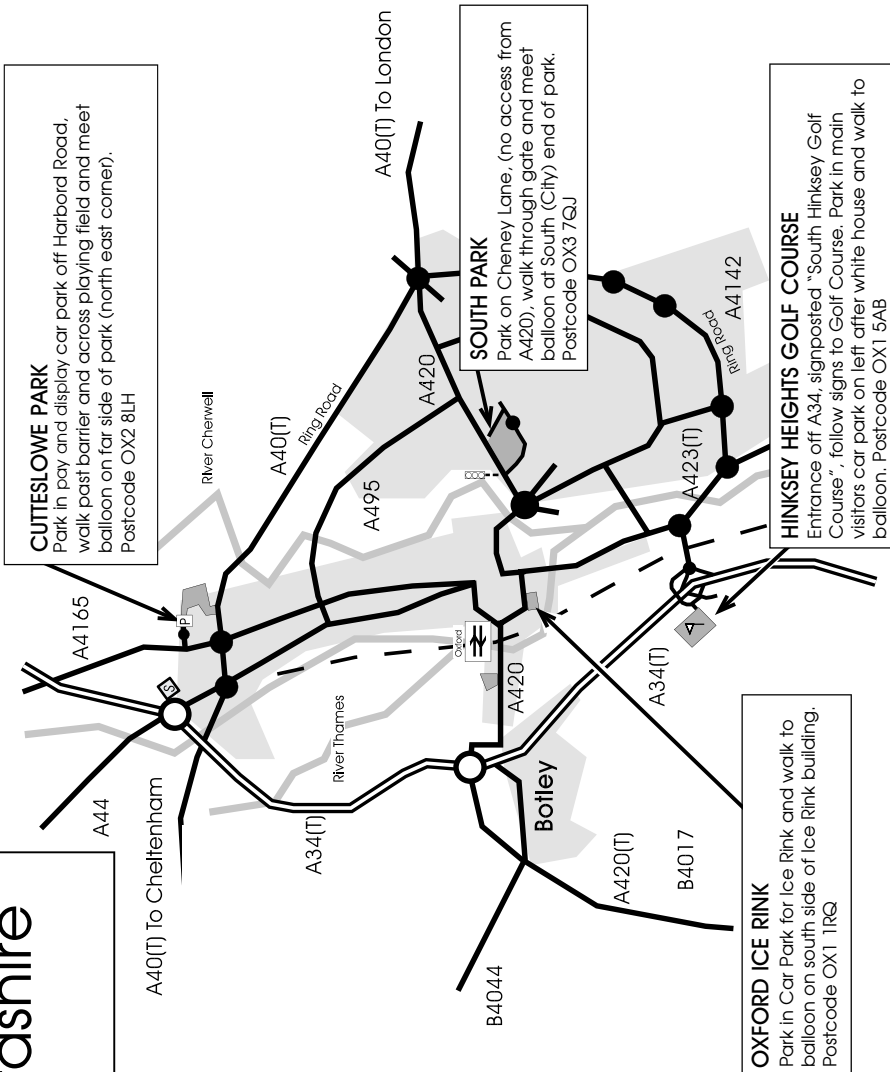 CUTTESLOWE PARK
Park in pay and display car park off Harbord Road,
walk past barrier and across playing field and meet
balloon on far side of park (north east corner).
Postcode OX2 8LH
A40(T) To London
SOUTH PARK
Park on Cheney Lane, (no access from
A420), walk through gate and meet
balloon at South (City) end of park.
Postcode OX3 7QJ
HINKSEY HEIGHTS GOLF COURSE
Entrance off A34, signposted "South Hinksey Golf
Course", follow signs to Golf Course. Park in main
visitors car park on left after white house and walk to
balloon. Postcode OX1 5AB
OXFORD ICE RINK
Park in Car Park for Ice Rink and walk to
balloon on south side of Ice Rink building.
Postcode OX1 1RQ
A4165
P
S
A44
A40(T) To Cheltenham
River Cherwell
A40(T)
Ring Road
A495
A420
A4142
Ring Road
A423(T)
Oxford
River Thames
A34(T)
A420
A34(T)
Botley
A420(T)
B4017
B4044